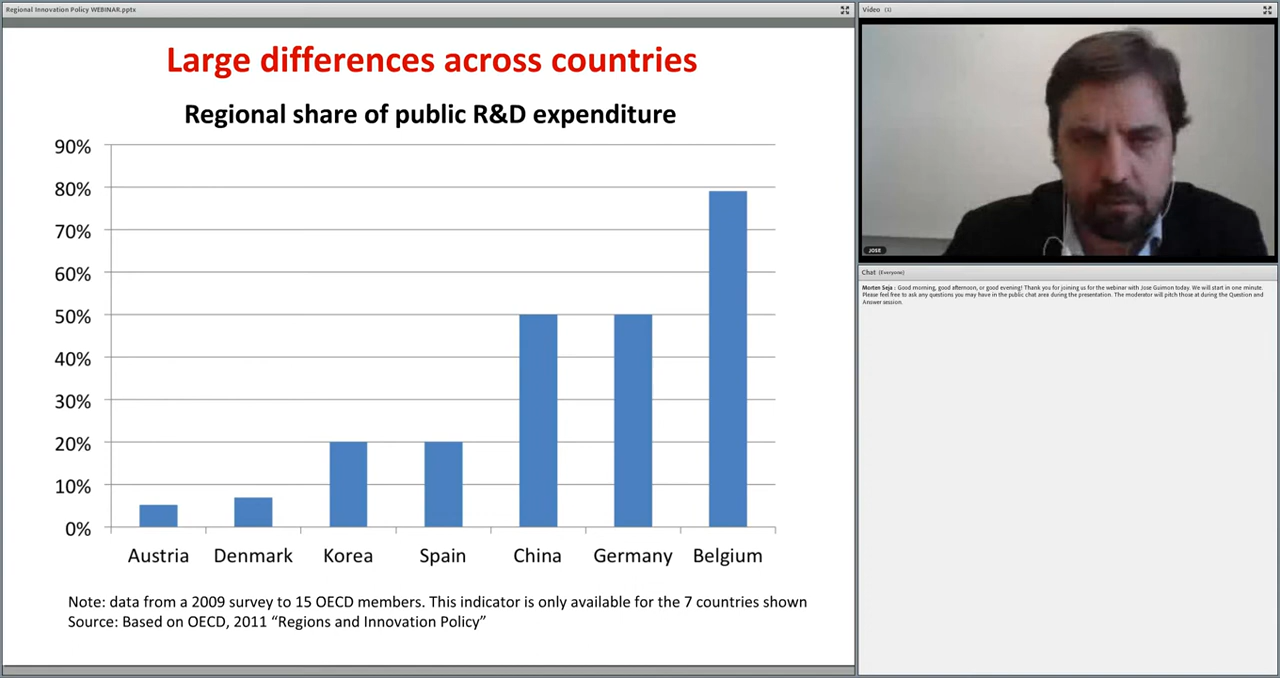 Regional Innovation Policy WEBINAR.pptx
Large differences across countries
Regional share of public R&D expenditure
90%
80%
70%
60%
50%
40%
30%
20%
10%
0%
Austria Denmark Korea Spain China Germany Belgium
Note: data from a 2009 survey to 15 OECD members. This indicator is only available for the 7 countries shown
Source: Based on OECD, 2011 “Regions and Innovation Policy”
Video (3)
JOSE
Chat (Everyone)
Morten Seja : Good morning, good afternoon, or good evening! Thank you for joining us for the webinar with Jose Guimon today. We will start in one minute.
Please feel free to ask any questions you may have in the public chat area during the presentation. The moderator will pitch those at during the Question and
Answer session.